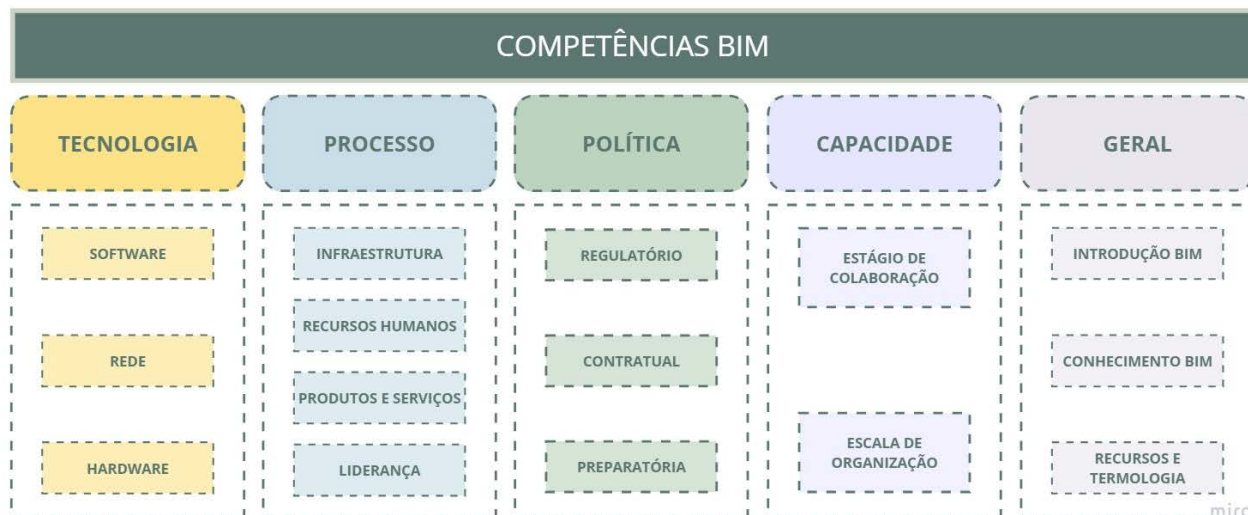 COMPETÊNCIAS BIM
TECNOLOGIA
SOFTWARE
REDE
HARDWARE
PROCESSO
INFRAESTRUTURA
RECURSOS HUMANOS
PRODUTOS E SERVIÇOS
LIDERANÇA
POLÍTICA
REGULATÓRIO
CONTRATUAL
PREPARATÓRIA
CAPACIDADE
ESTÁGIO DE
COLABORAÇÃO
ESCALA DE
ORGANIZAÇÃO
GERAL
INTRODUÇÃO BIM
CONHECIMENTO BIM
RECURSOS E
TERMOLOGIA